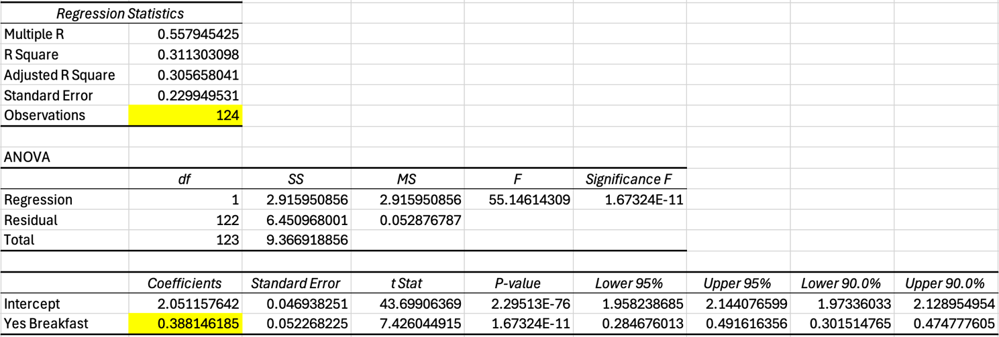 Regression Statistics
Multiple R 0.557945425
R Square 0.311303098
Adjusted R Square 0.305658041
Standard Error 0.229949531
Observations 124
ANOVA
df SS MS F Significance F
Regression 1 2.915950856 2.915950856 55.14614309 1.67324E-11
Residual 122 6.450968001 0.052876787
Total 123 9.366918856
Coefficients Standard Error t Stat P-value Lower 95% Upper 95% Lower 90.0% Upper 90.0%
Intercept 2.051157642 0.046938251 43.69906369 2.29513E-76 1.958238685 2.144076599 1.97336033 2.128954954
Yes Breakfast 0.388146185 0.052268225 7.426044915 1.67324E-11 0.284676013 0.491616356 0.301514765 0.474777605